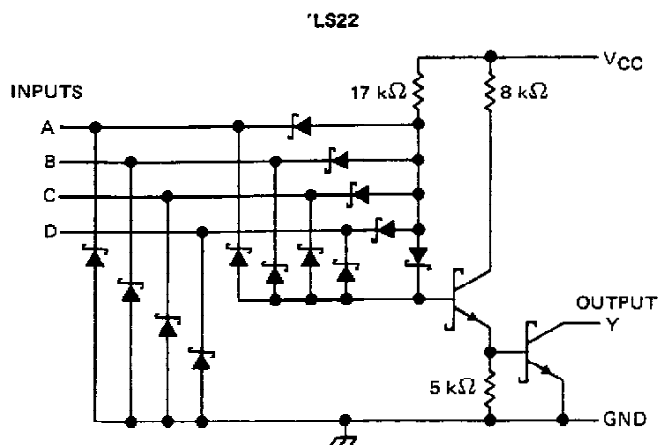 'LS22
VCC
INPUTS
17 kΩ
8 kΩ
A
B
C
D
OUTPUT
Y
5 kΩ
GND